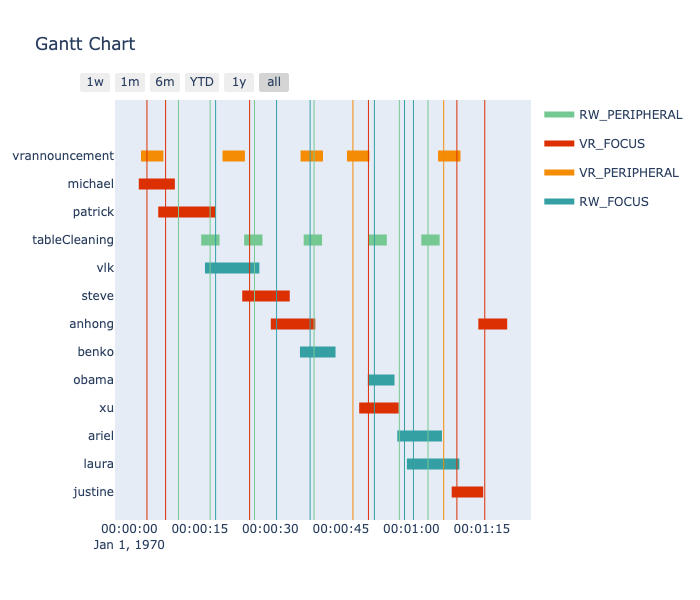 Gantt Chart
1w 1m 6m YTD 1y all
RW_PERIPHERAL
VR_FOCUS
VR_PERIPHERAL
RW_FOCUS
vrannouncement
michael
patrick
tableCleaning
vlk
steve
anhong
benko
obama
xu
ariel
laura
justine
00:00:00 00:00:15 00:00:30 00:00:45 00:01:00 00:01:15
Jan 1, 1970